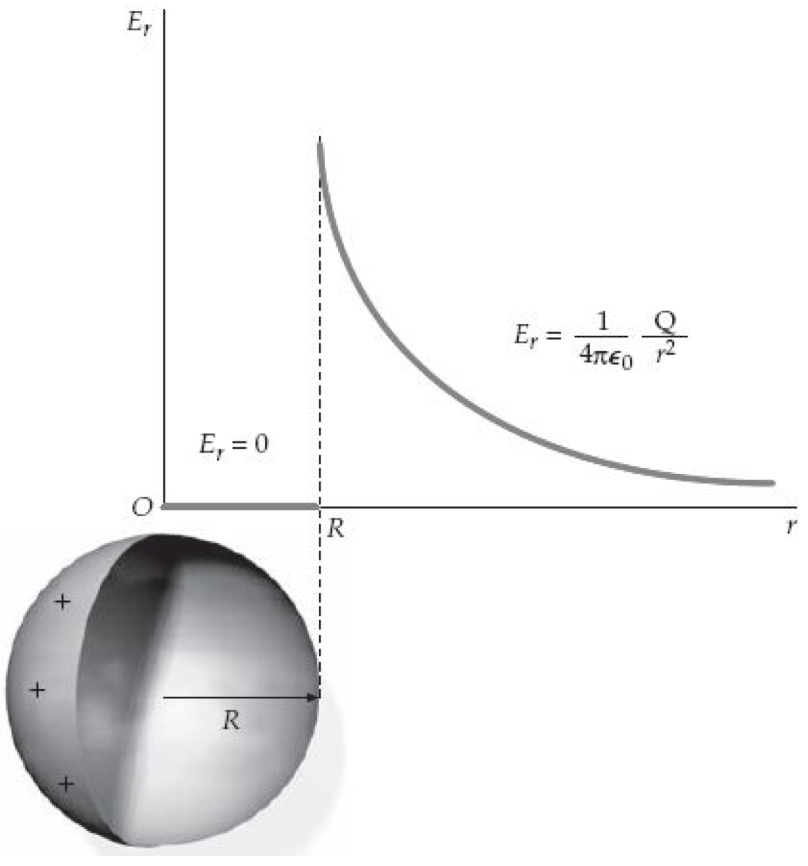 E_r
E_r = 1/4πϵ_0 Q/r^2
E_r = 0
O
R
r
+
+
R
+